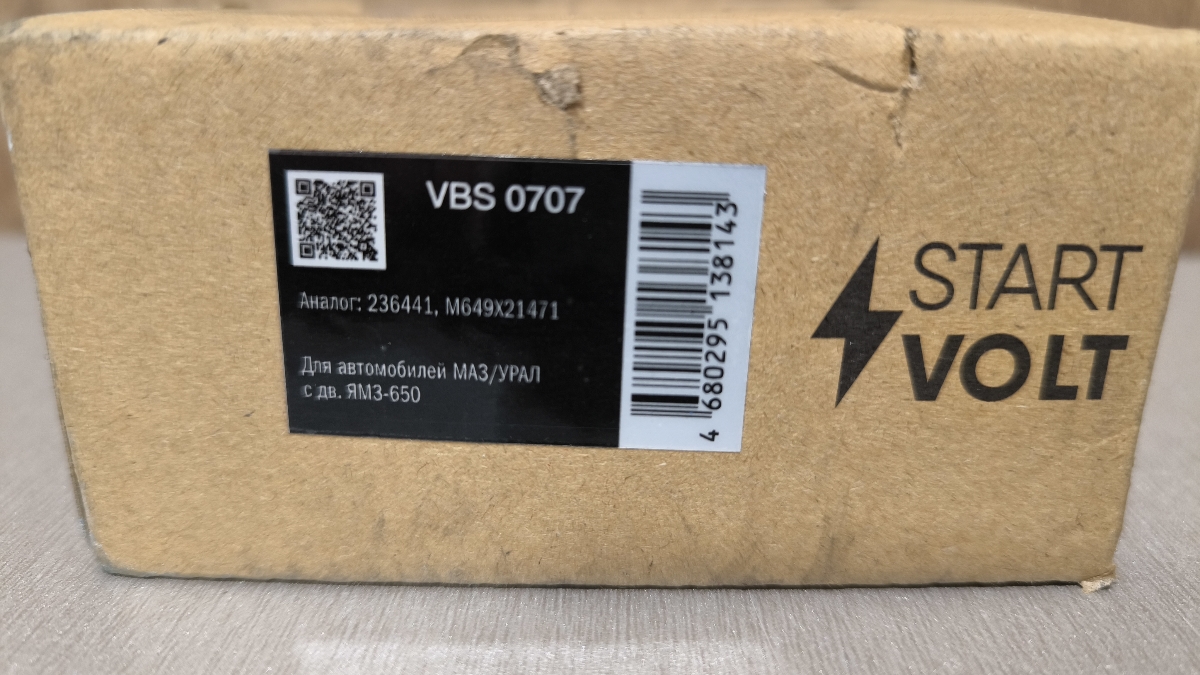 VBS 0707
Аналог: 236441, M649X21471
Для автомобилей МАЗ/УРАЛ
с дв. ЯМЗ-650
4 680295 138143
START
VOLT